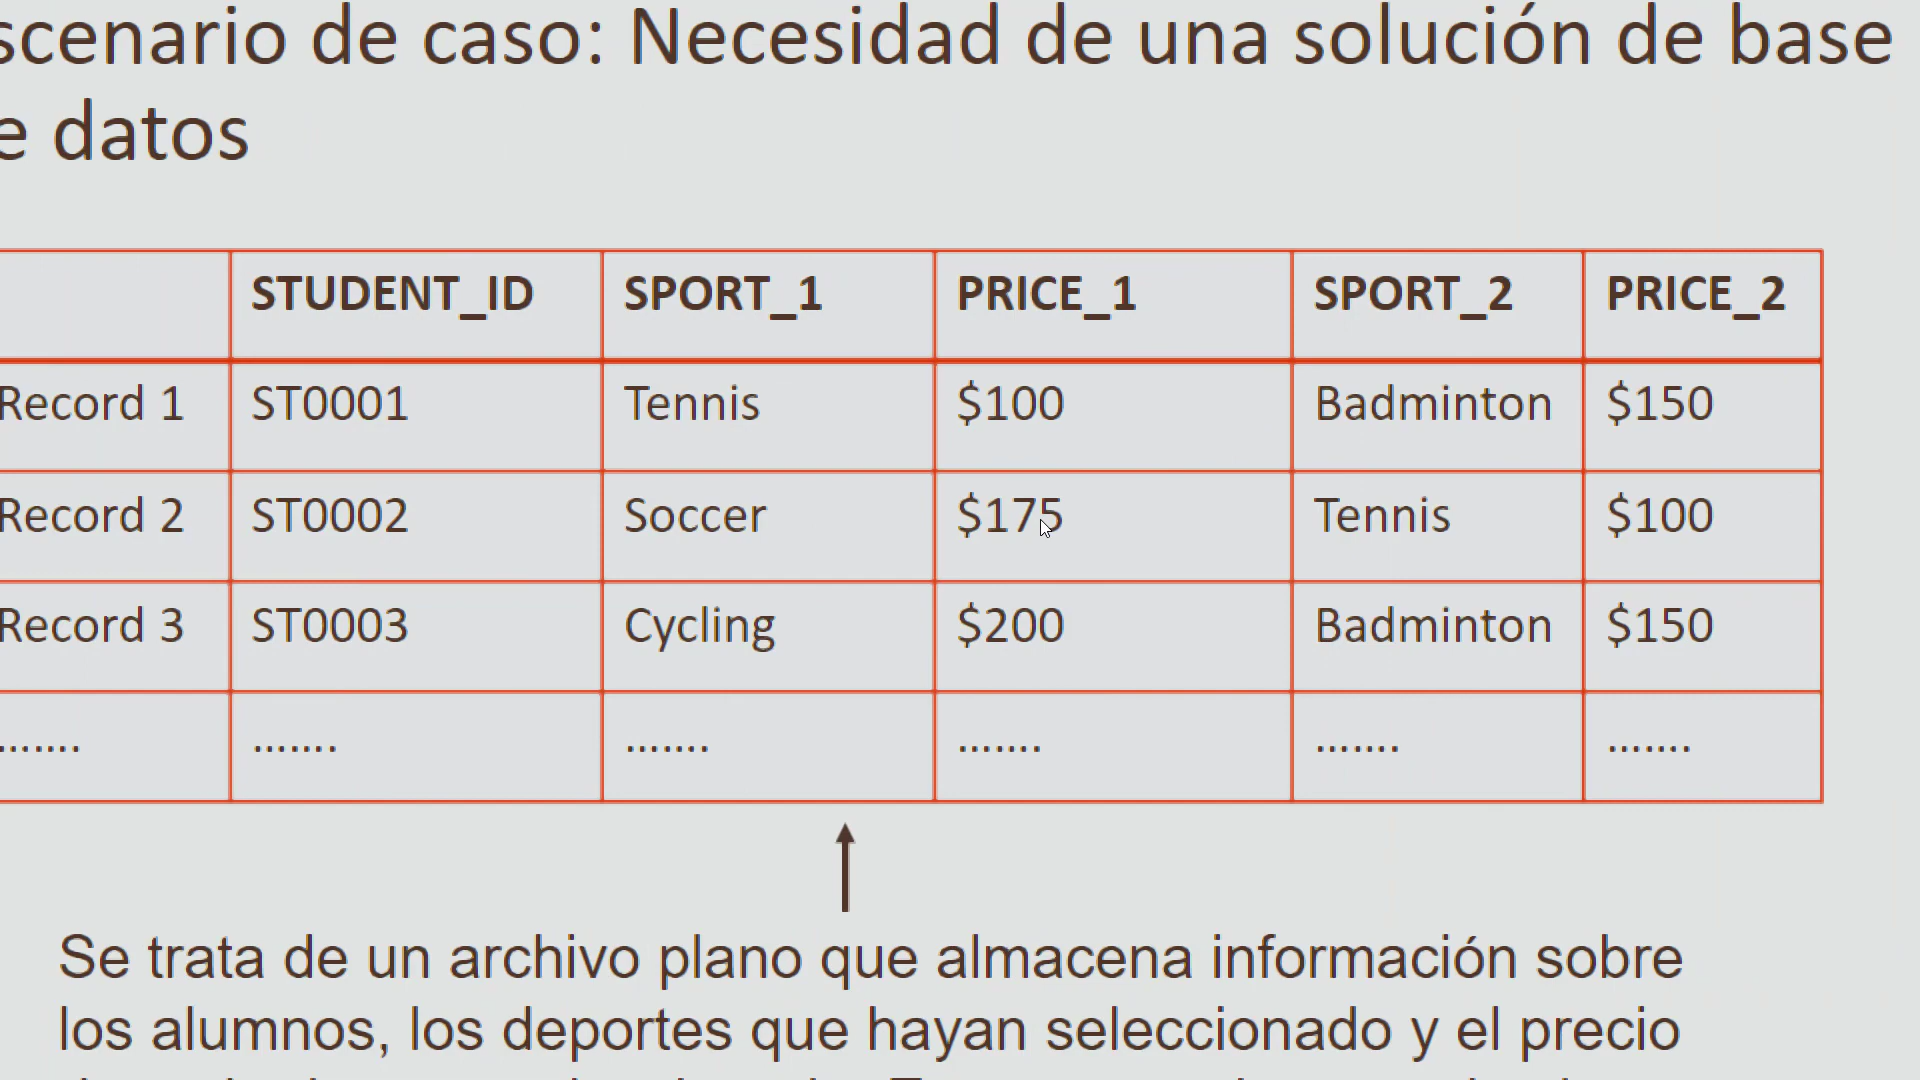 scenario de caso: Necesidad de una solución de base
e datos
STUDENT_ID SPORT_1 PRICE_1 SPORT_2 PRICE_2
Record 1 ST0001 Tennis $100 Badminton $150
Record 2 ST0002 Soccer $175 Tennis $100
Record 3 ST0003 Cycling $200 Badminton $150
....... ....... ....... ....... ....... .......
Se trata de un archivo plano que almacena información sobre
los alumnos, los deportes que hayan seleccionado y el precio